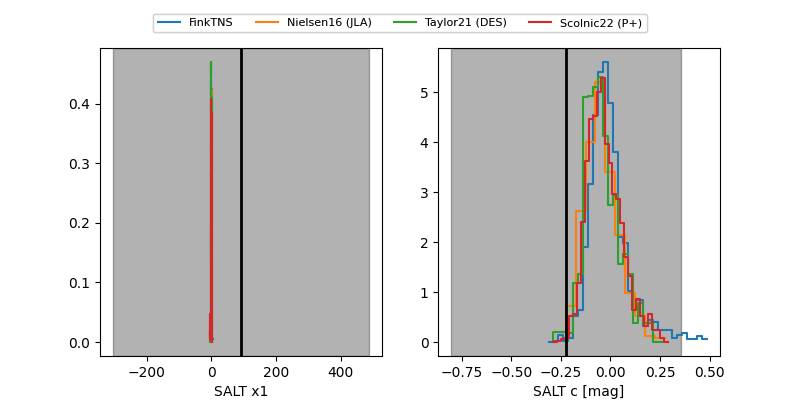 FinkTNS Nielsen16 (JLA) Taylor21 (DES) Scolnic22 (P+)
0.4
0.3
0.2
0.1
0.0
−200 0 200 400
SALT x1
5
4
3
2
1
0
−0.75 −0.50 −0.25 0.00 0.25 0.50
SALT c [mag]